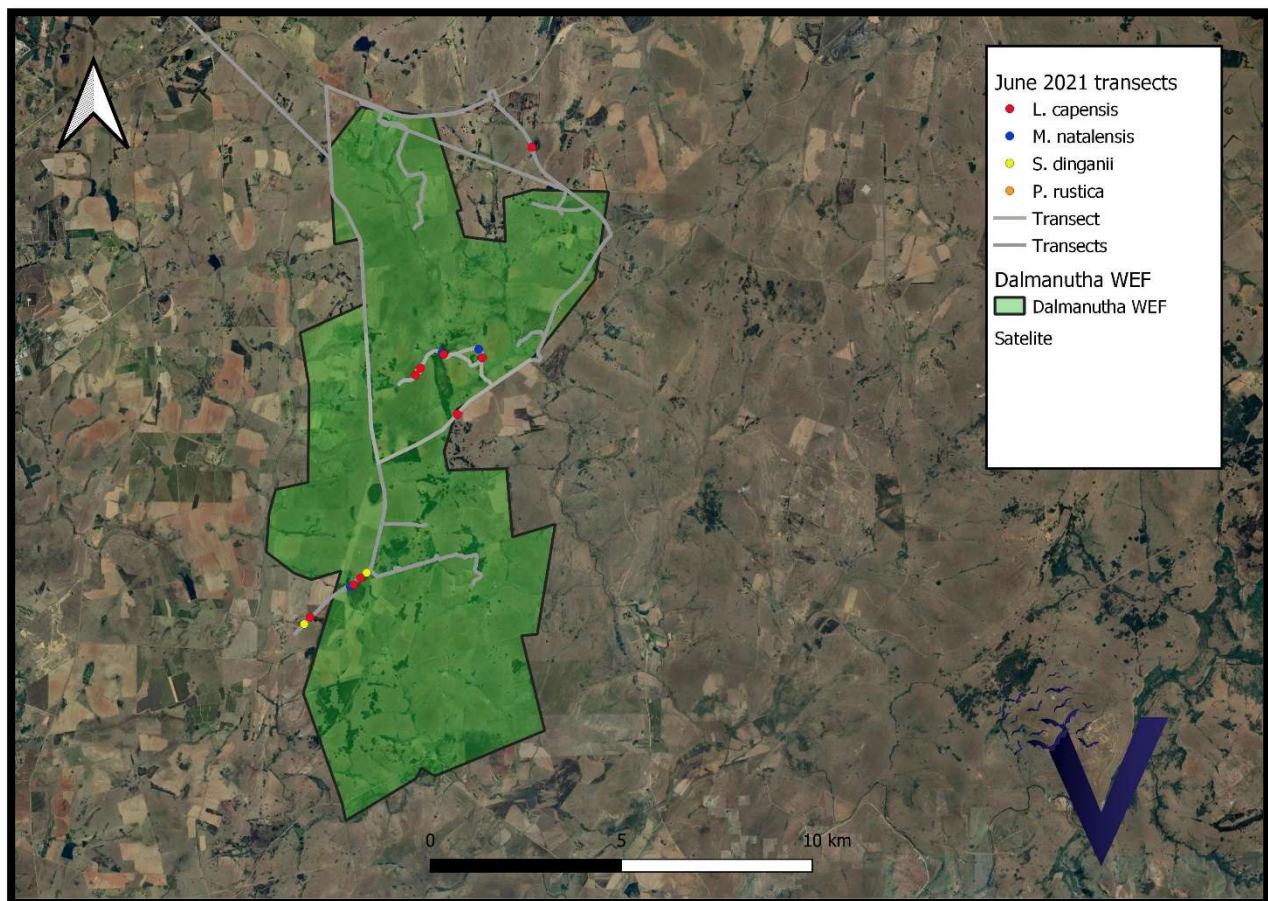 June 2021 transects
L. capensis
M. natalensis
S. dinganii
P. rustica
Transect
Transects
Dalmanutha WEF
Dalmanutha WEF
Satelite
0 5 10 km